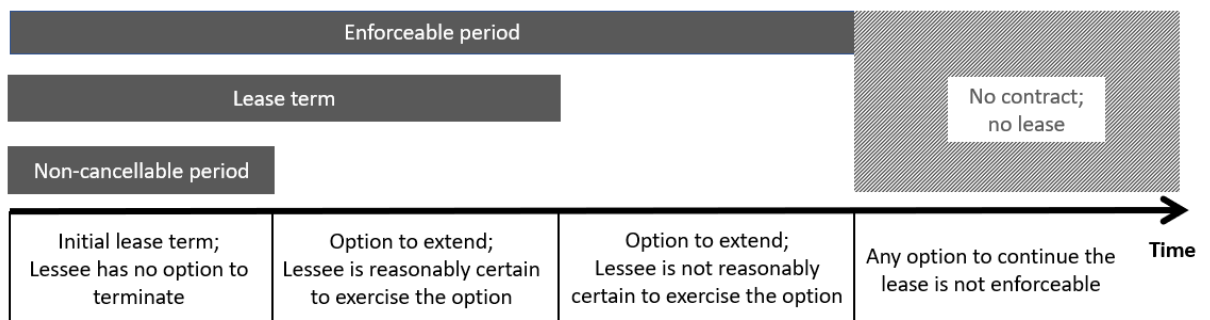 Enforceable period
Lease term
No contract;
no lease
Non-cancellable period
Initial lease term;
Lessee has no option to
terminate
Option to extend;
Lessee is reasonably certain
to exercise the option
Option to extend;
Lessee is not reasonably
certain to exercise the option
Any option to continue the
lease is not enforceable
Time